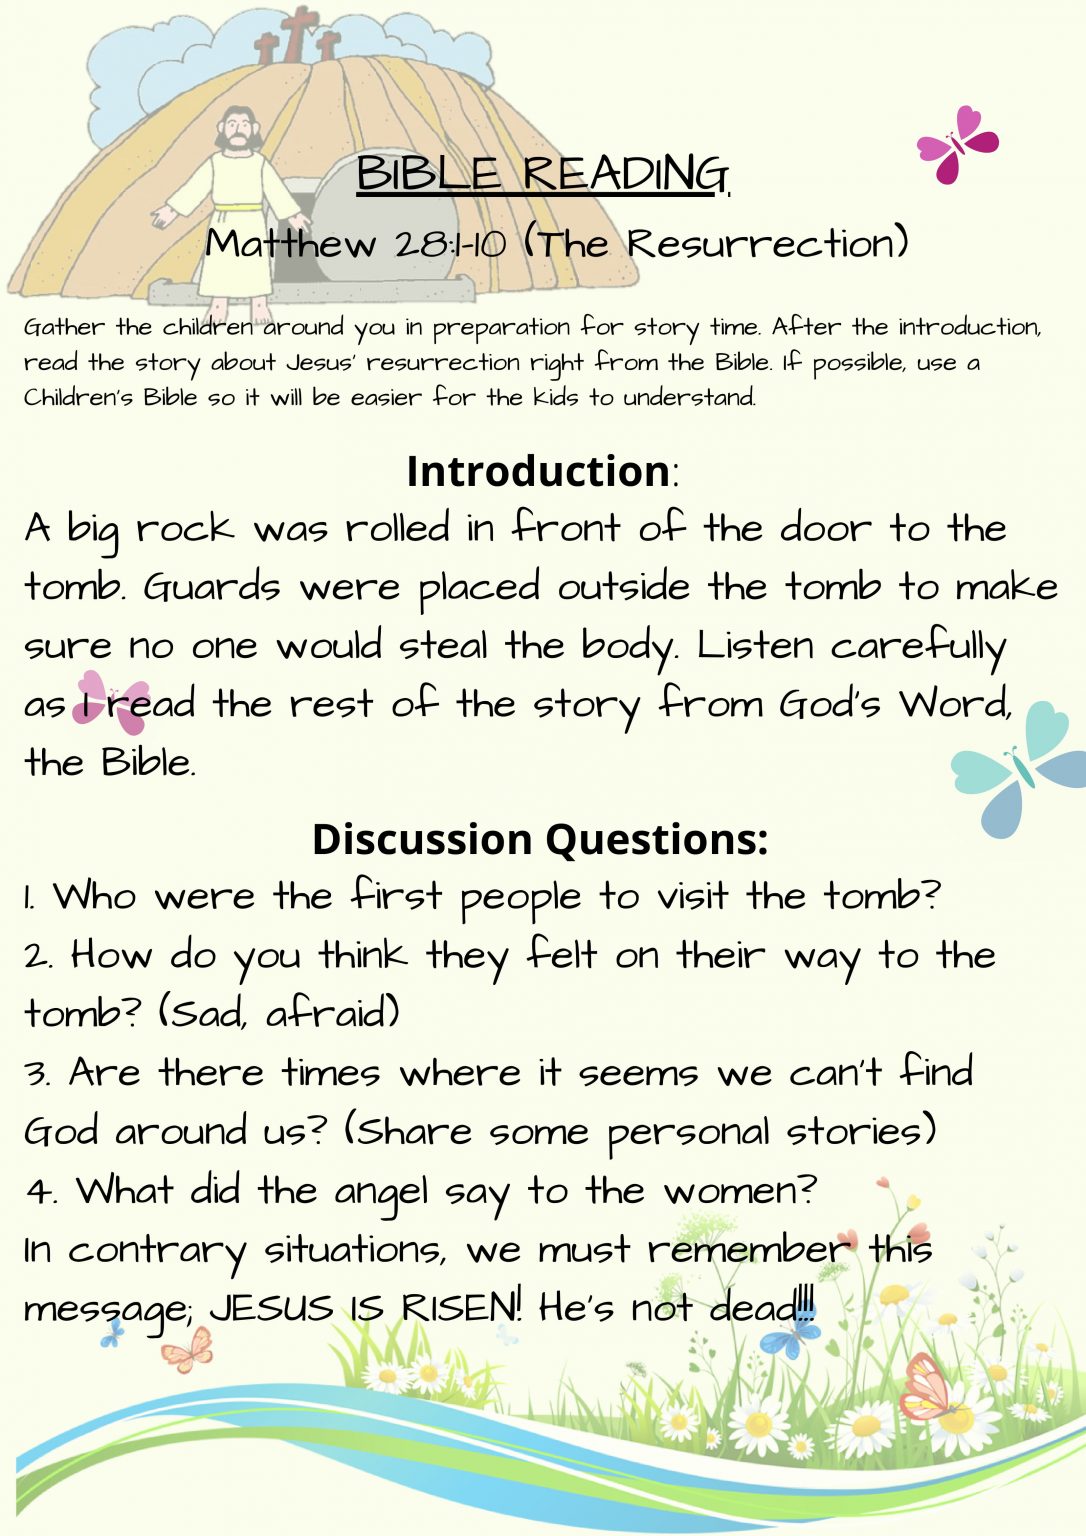 BIBLE READING
Matthew 28:1-10 (The Resurrection)
Gather the children around you in preparation for story time. After the introduction,
read the story about Jesus' resurrection right from the Bible. If possible, use a
Children's Bible so it will be easier for the kids to understand.
Introduction:
A big rock was rolled in front of the door to the
tomb. Guards were placed outside the tomb to make
sure no one would steal the body. Listen carefully
as I read the rest of the story from God's Word,
the Bible.
Discussion Questions:
1. Who were the first people to visit the tomb?
2. How do you think they felt on their way to the
tomb? (Sad, afraid)
3. Are there times where it seems we can't find
God around us? (Share some personal stories)
4. What did the angel say to the women?
In contrary situations, we must remember this
message; JESUS IS RISEN! He's not dead!!!